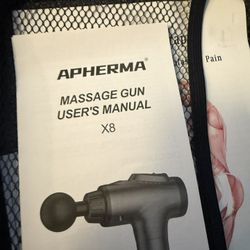 APHERMA®
MASSAGE GUN
USER'S MANUAL
X8
Pain